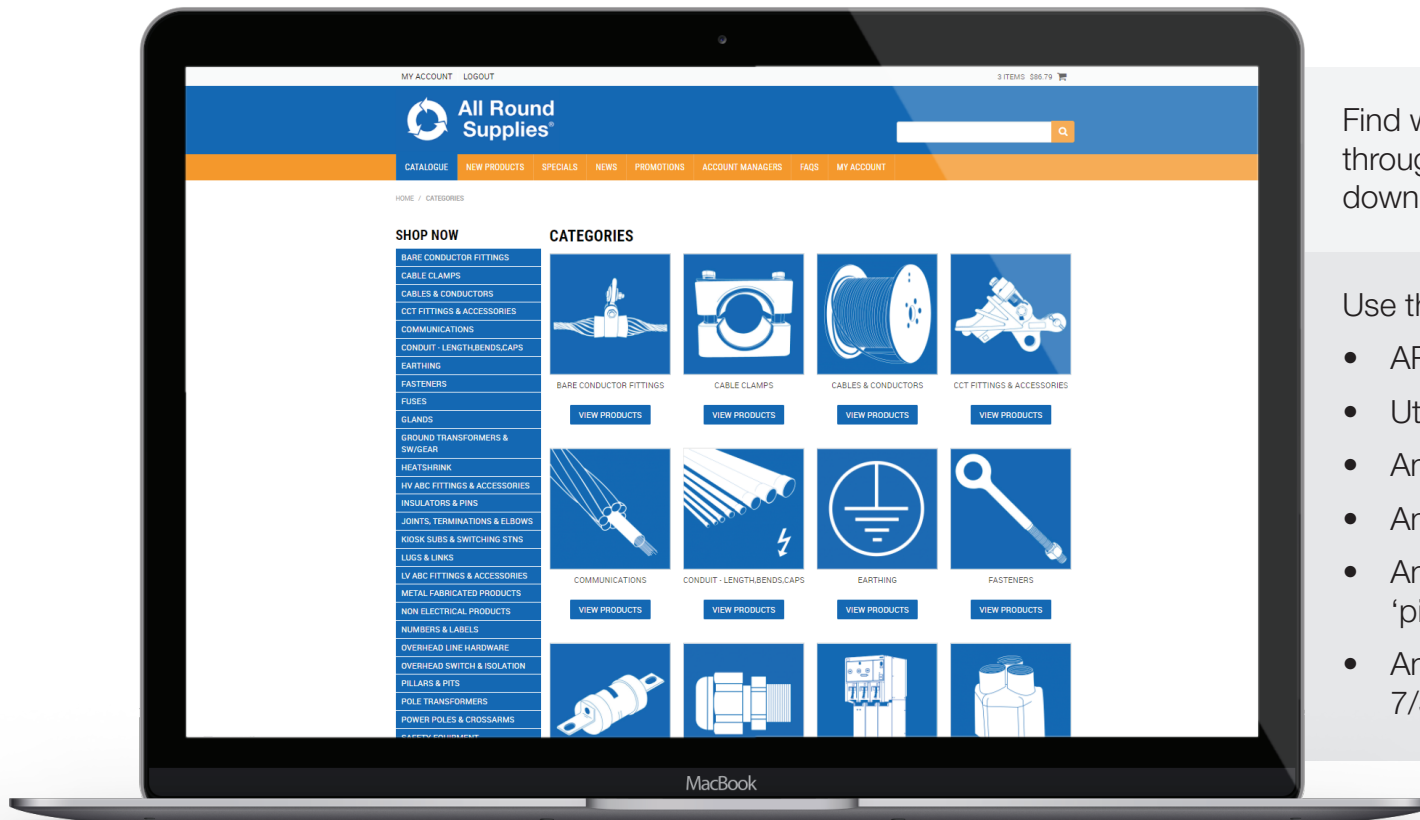 MY ACCOUNT LOGOUT
3 ITEMS $86.79
All Round
Supplies®
CATALOGUE NEW PRODUCTS SPECIALS NEWS PROMOTIONS ACCOUNT MANAGERS FAQS MY ACCOUNT
HOME / CATEGORIES
SHOP NOW
BARE CONDUCTOR FITTINGS
CABLE CLAMPS
CABLES & CONDUCTORS
CCT FITTINGS & ACCESSORIES
COMMUNICATIONS
CONDUIT - LENGTH,BENDS,CAPS
EARTHING
FASTENERS
FUSES
GLANDS
GROUND TRANSFORMERS &
SW/GEAR
HEATSHRINK
HV ABC FITTINGS & ACCESSORIES
INSULATORS & PINS
JOINTS, TERMINATIONS & ELBOWS
KIOSK SUBS & SWITCHING STNS
LUGS & LINKS
LV ABC FITTINGS & ACCESSORIES
METAL FABRICATED PRODUCTS
NON ELECTRICAL PRODUCTS
NUMBERS & LABELS
OVERHEAD LINE HARDWARE
OVERHEAD SWITCH & ISOLATION
PILLARS & PITS
POLE TRANSFORMERS
POWER POLES & CROSSARMS
SAFETY EQUIPMENT
CATEGORIES
BARE CONDUCTOR FITTINGS
CABLE CLAMPS
CABLES & CONDUCTORS
CCT FITTINGS & ACCESSORIES
VIEW PRODUCTS
VIEW PRODUCTS
VIEW PRODUCTS
VIEW PRODUCTS
COMMUNICATIONS
CONDUIT - LENGTH,BENDS,CAPS
EARTHING
FASTENERS
VIEW PRODUCTS
VIEW PRODUCTS
VIEW PRODUCTS
VIEW PRODUCTS
MacBook
Find
down
Use